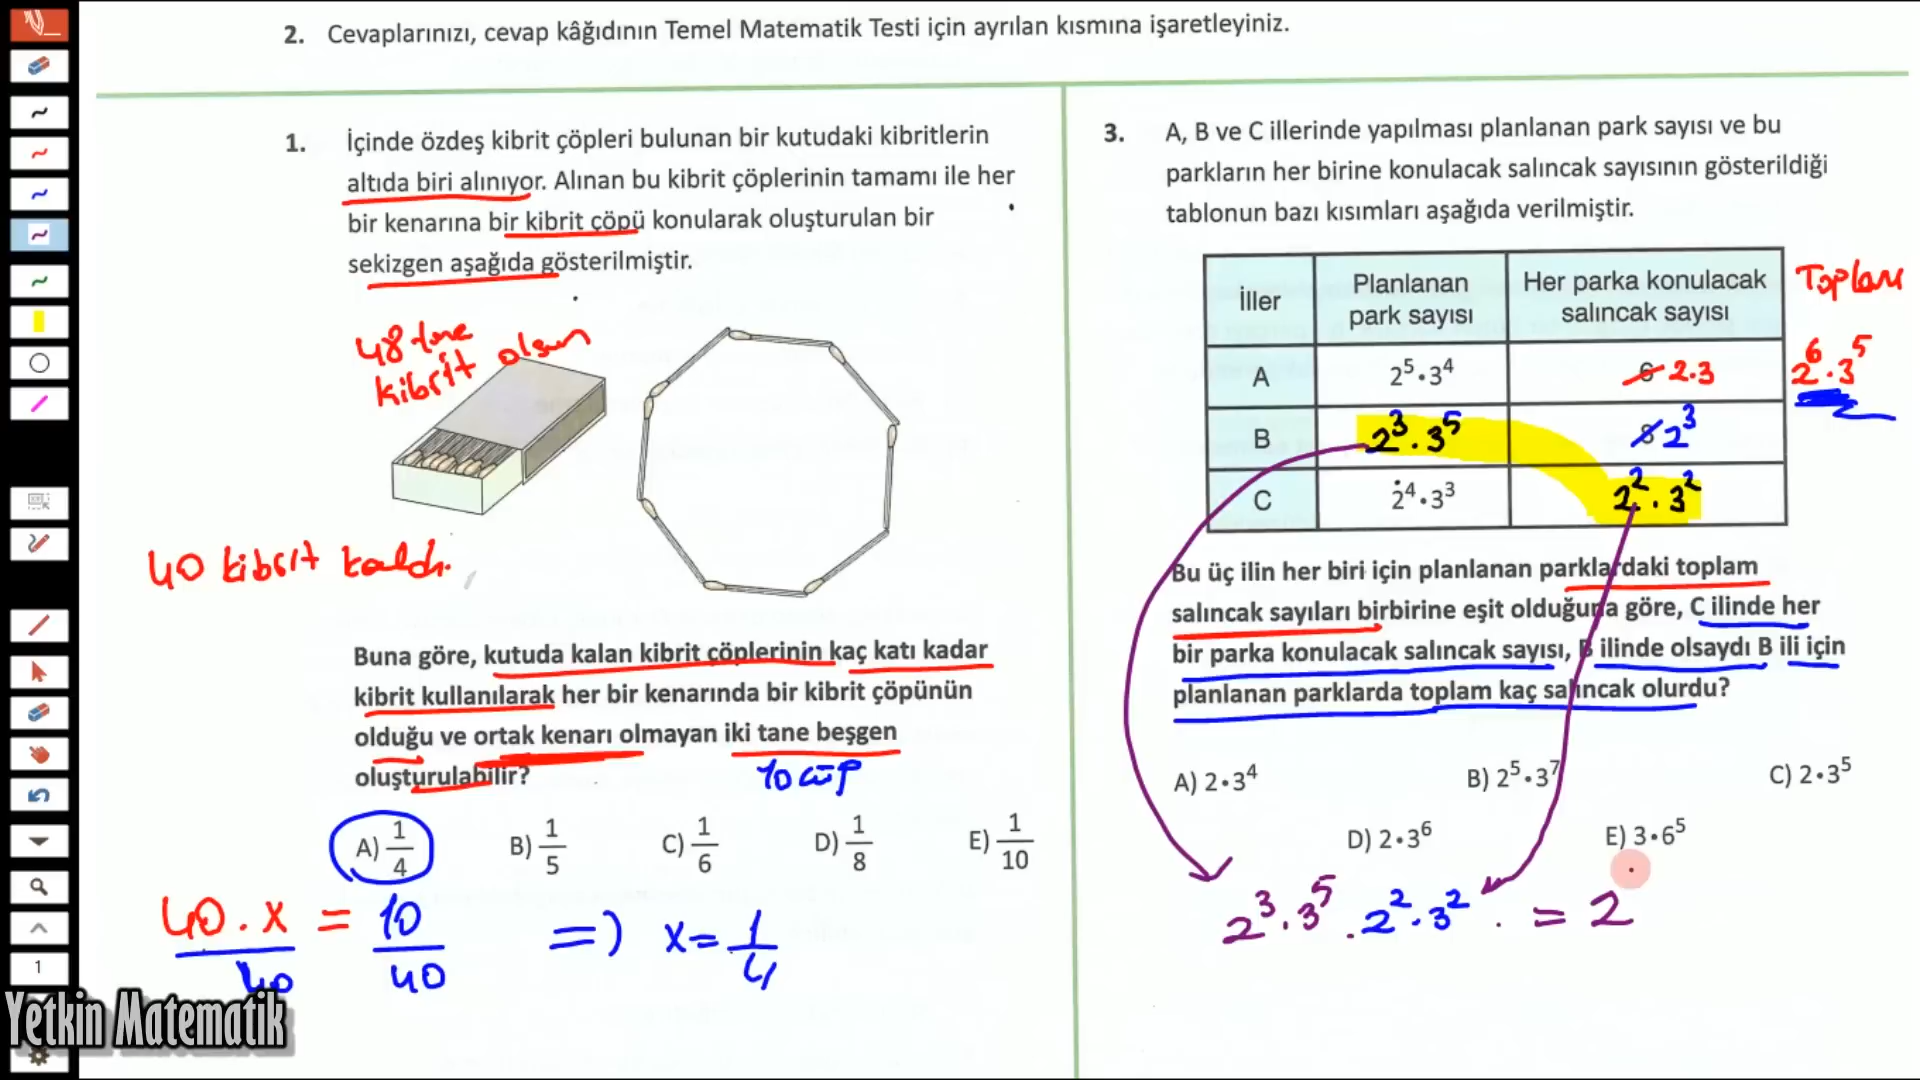 2. Cevaplarınızı, cevap kâğıdının Temel Matematik Testi için ayrılan kısmına işaretleyiniz.
1. İçinde özdeş kibrit çöpleri bulunan bir kutudaki kibritlerin
altıda biri alınıyor. Alınan bu kibrit çöplerinin tamamı ile her
bir kenarına bir kibrit çöpü konularak oluşturulan bir
sekizgen aşağıda gösterilmiştir.
48 tane
kibrit olsun
40 kibrit kaldı.
Buna göre, kutuda kalan kibrit çöplerinin kaç katı kadar
kibrit kullanılarak her bir kenarında bir kibrit çöpünün
olduğu ve ortak kenarı olmayan iki tane beşgen
oluşturulabilir?
10 çöp
A) 1/4 B) 1/5 C) 1/6 D) 1/8 E) 1/10
40 . x / 40 = 10 / 40 => x = 1/4
3. A, B ve C illerinde yapılması planlanan park sayısı ve bu
parkların her birine konulacak salıncak sayısının gösterildiği
tablonun bazı kısımları aşağıda verilmiştir.
İller Planlanan park sayısı Her parka konulacak salıncak sayısı Toplam
A 2⁵·3⁴ 6 2.3 2⁶·3⁵
B 2³·3⁵ 8 2³
C 2⁴·3³ 2²·3²
Bu üç ilin her biri için planlanan parklardaki toplam
salıncak sayıları birbirine eşit olduğuna göre, C ilinde her
bir parka konulacak salıncak sayısı, B ilinde olsaydı B ili için
planlanan parklarda toplam kaç salıncak olurdu?
A) 2·3⁴ B) 2⁵·3⁷ C) 2·3⁵
D) 2·3⁶ E) 3·6⁵
2³·3⁵ . 2²·3² . = 2
1
Yetkin Matematik